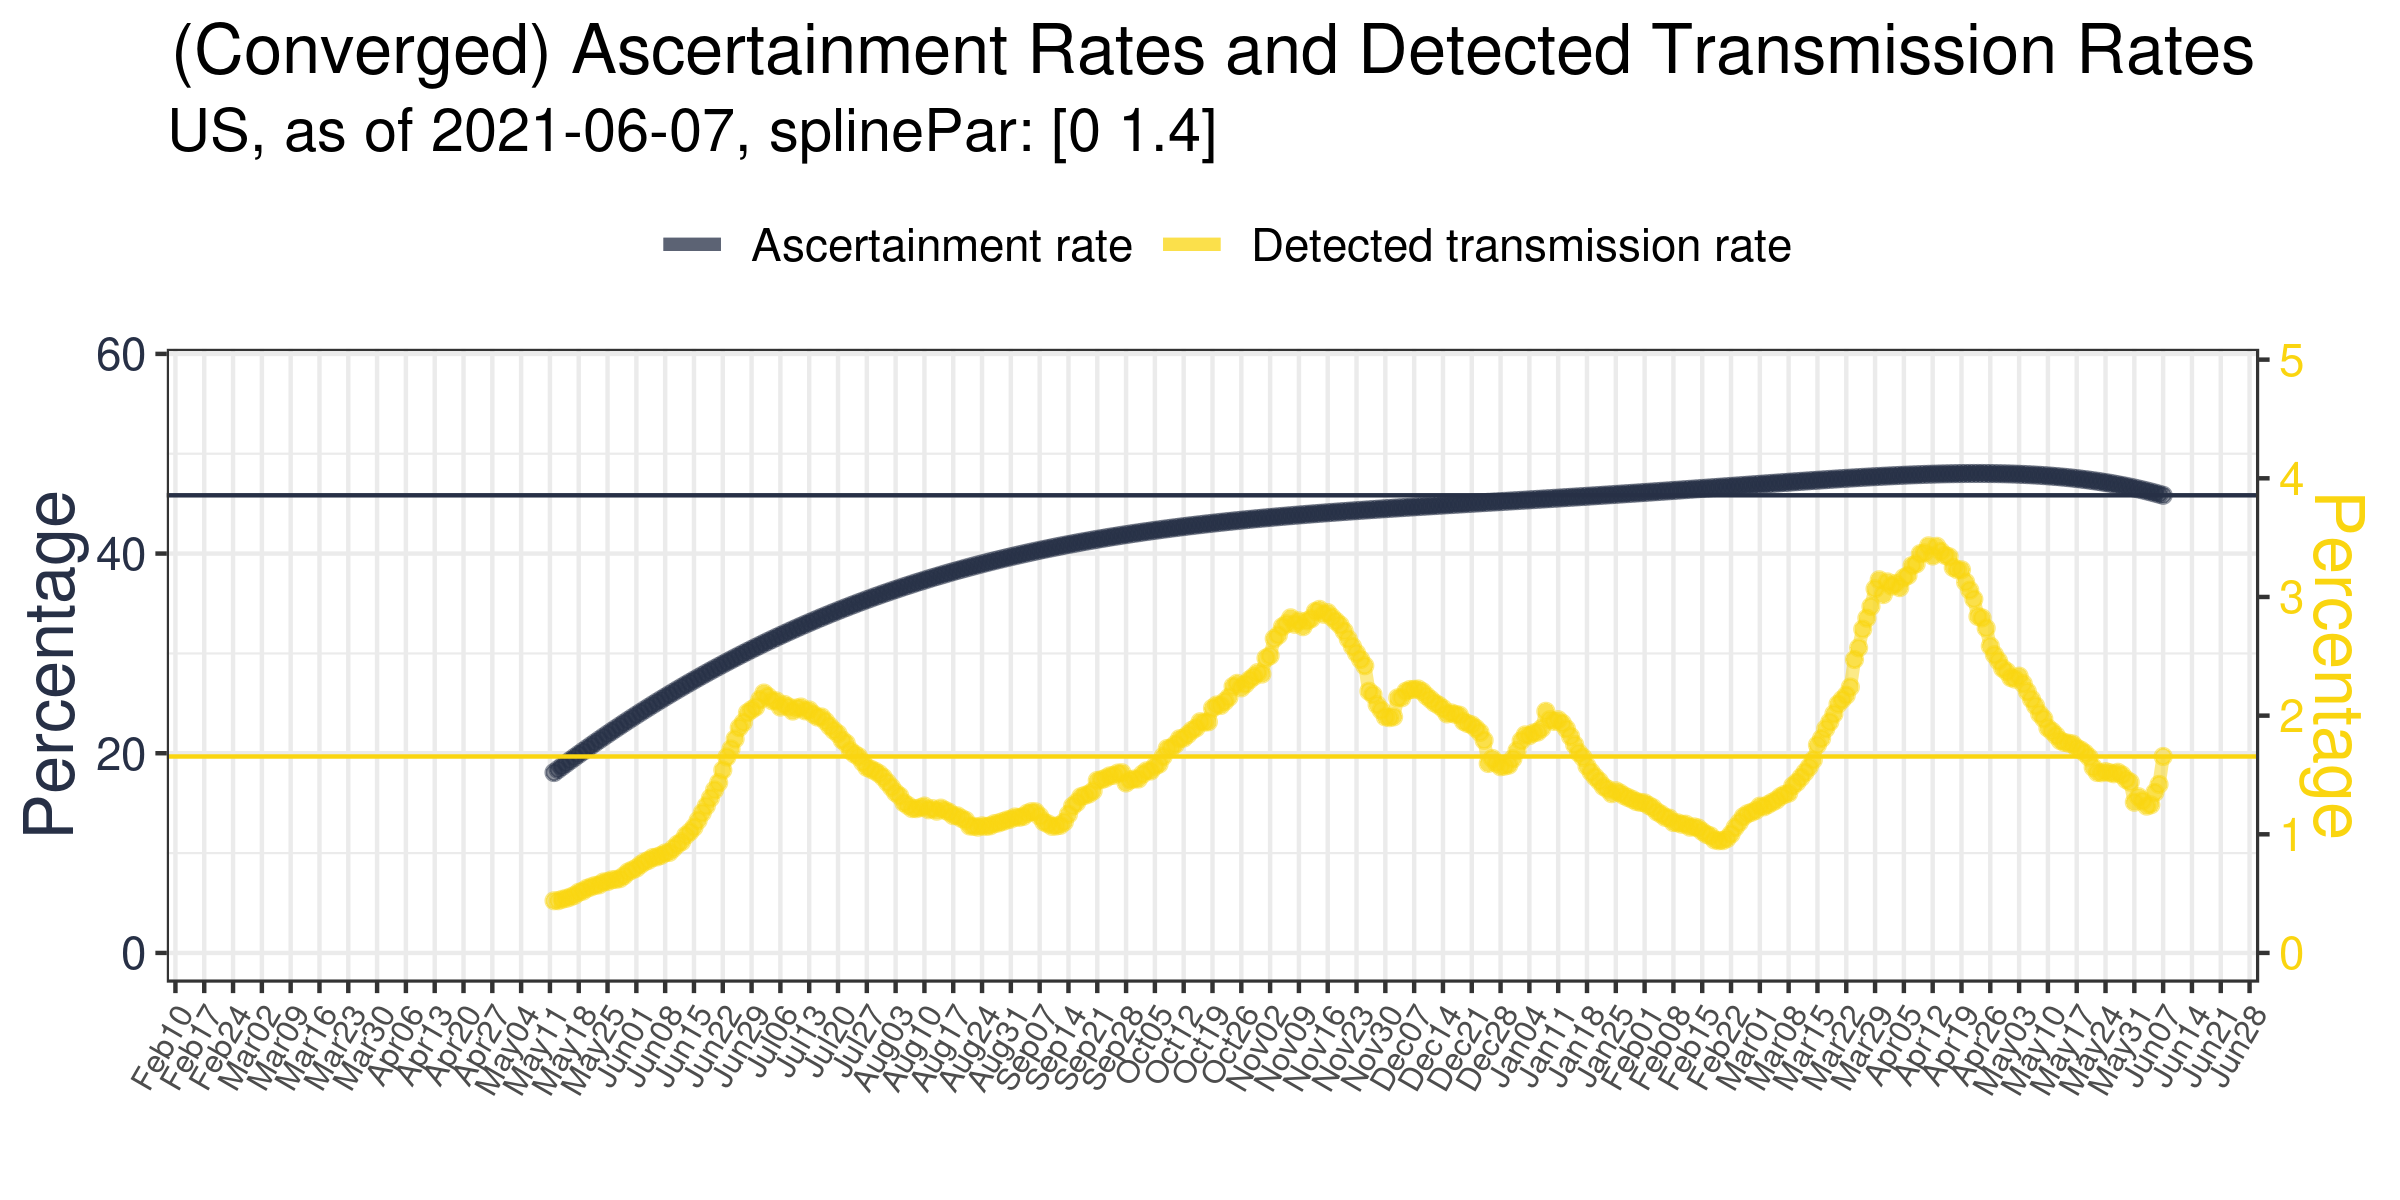 (Converged) Ascertainment Rates and Detected Transmission Rates
US, as of 2021-06-07, splinePar: [0 1.4]
Ascertainment rate
Detected transmission rate
Percentage
60
40
20
0
5
4
3
2
1
0
Percentage
Feb10
Feb17
Feb24
Mar02
Mar09
Mar16
Mar23
Mar30
Apr06
Apr13
Apr20
Apr27
May04
May11
May18
May25
Jun01
Jun08
Jun15
Jun22
Jun29
Jul06
Jul13
Jul20
Jul27
Aug03
Aug10
Aug17
Aug24
Aug31
Sep07
Sep14
Sep21
Sep28
Oct05
Oct12
Oct19
Oct26
Nov02
Nov09
Nov16
Nov23
Nov30
Dec07
Dec14
Dec21
Dec28
Jan04
Jan11
Jan18
Jan25
Feb01
Feb08
Feb15
Feb22
Mar01
Mar08
Mar15
Mar22
Mar29
Apr05
Apr12
Apr19
Apr26
May03
May10
May17
May24
May31
Jun07
Jun14
Jun21
Jun28